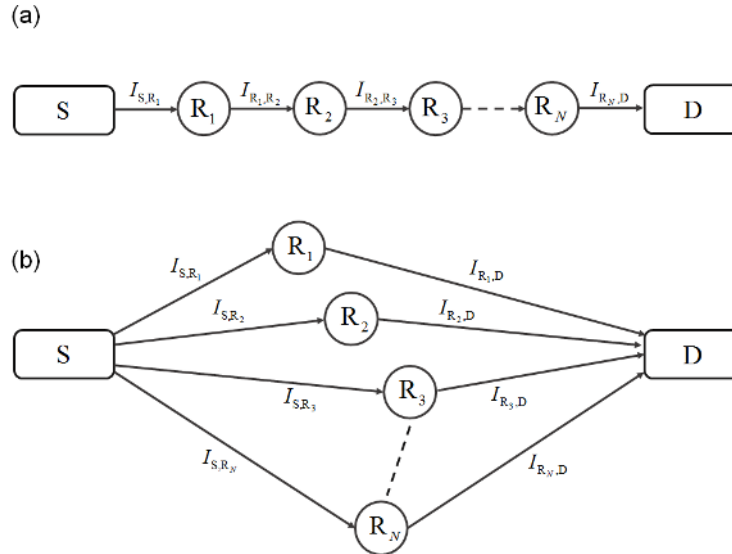 (a)
I_{S,R_1} I_{R_1,R_2} I_{R_2,R_3} I_{R_N,D}
S R_1 R_2 R_3 R_N D
(b)
R_1
I_{S,R_1} I_{R_1,D}
I_{S,R_2} R_2 I_{R_2,D}
S D
I_{S,R_3} R_3 I_{R_3,D}
I_{S,R_N} I_{R_N,D}
R_N